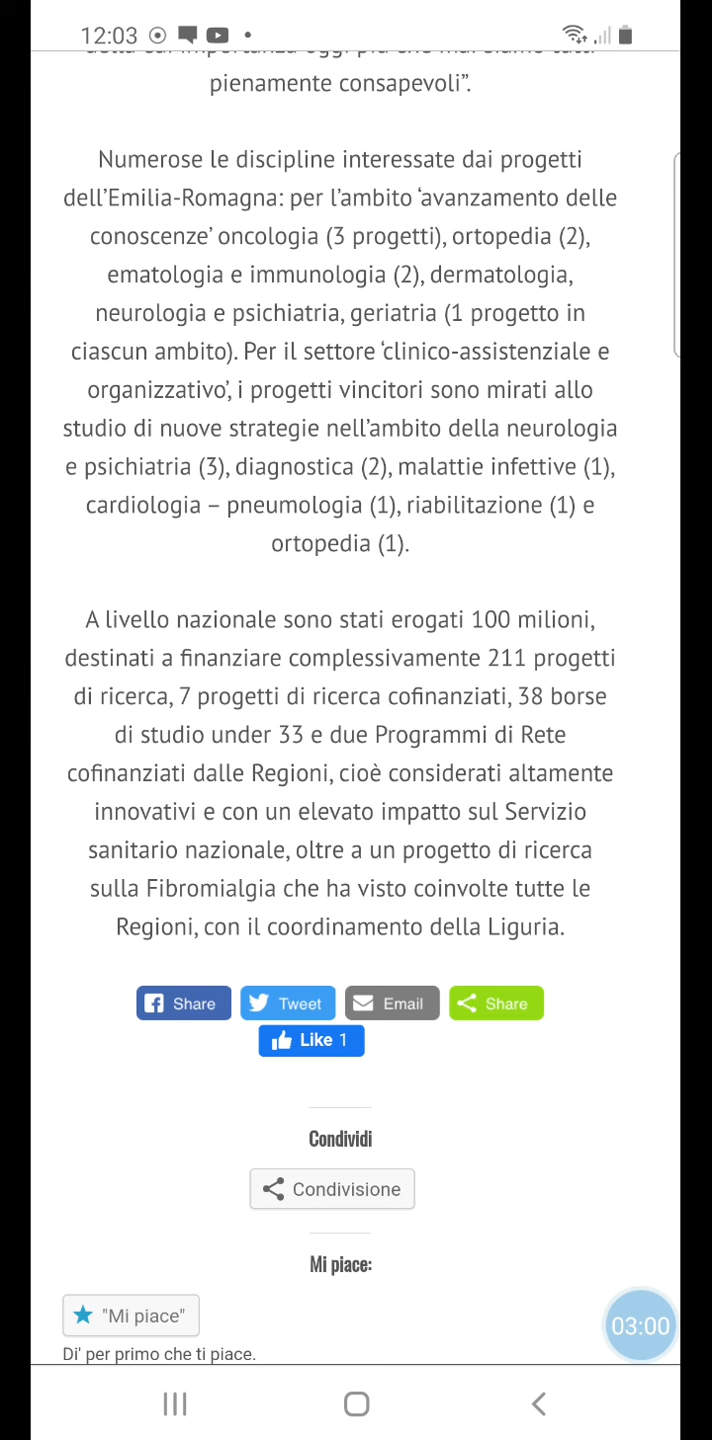 12:03
pienamente consapevoli”.
Numerose le discipline interessate dai progetti
dell’Emilia-Romagna: per l’ambito ‘avanzamento delle
conoscenze’ oncologia (3 progetti), ortopedia (2),
ematologia e immunologia (2), dermatologia,
neurologia e psichiatria, geriatria (1 progetto in
ciascun ambito). Per il settore ‘clinico-assistenziale e
organizzativo’, i progetti vincitori sono mirati allo
studio di nuove strategie nell’ambito della neurologia
e psichiatria (3), diagnostica (2), malattie infettive (1),
cardiologia – pneumologia (1), riabilitazione (1) e
ortopedia (1).
A livello nazionale sono stati erogati 100 milioni,
destinati a finanziare complessivamente 211 progetti
di ricerca, 7 progetti di ricerca cofinanziati, 38 borse
di studio under 33 e due Programmi di Rete
cofinanziati dalle Regioni, cioè considerati altamente
innovativi e con un elevato impatto sul Servizio
sanitario nazionale, oltre a un progetto di ricerca
sulla Fibromialgia che ha visto coinvolte tutte le
Regioni, con il coordinamento della Liguria.
Share Tweet Email Share
Like 1
Condividi
Condivisione
Mi piace:
"Mi piace"
03:00
Di' per primo che ti piace.